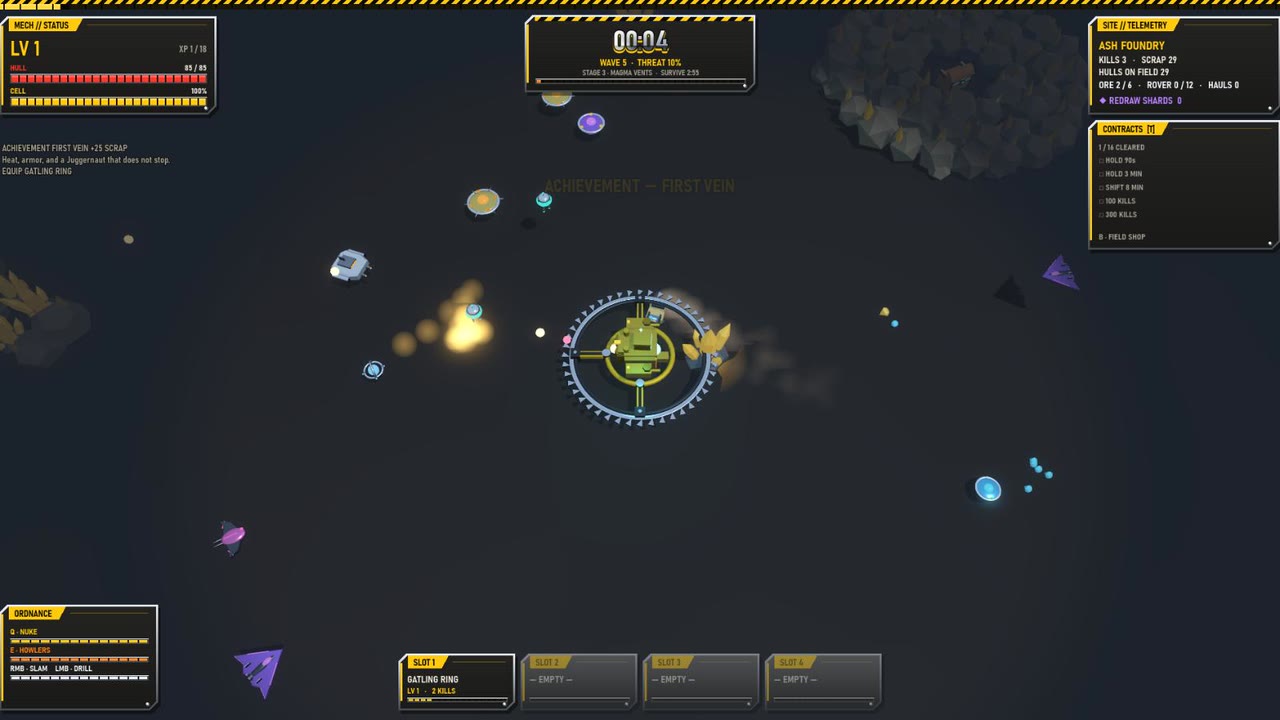 MECH // STATUS
LV 1
XP 1 / 18
HULL
85 / 85
CELL
100%
ACHIEVEMENT FIRST VEIN +25 SCRAP
Heat, armor, and a Juggernaut that does not stop.
EQUIP GATLING RING
00:04
WAVE 5 · THREAT 10%
STAGE 3 · MAGMA VENTS · SURVIVE 2:55
ACHIEVEMENT — FIRST VEIN
SITE // TELEMETRY
ASH FOUNDRY
KILLS 3 · SCRAP 29
HULLS ON FIELD 29
ORE 2 / 6 · ROVER 0 / 12 · HAULS 0
◆ REDRAW SHARDS 0
CONTRACTS [T]
1 / 16 CLEARED
□ HOLD 90s
□ HOLD 3 MIN
□ SHIFT 8 MIN
□ 100 KILLS
□ 300 KILLS
B · FIELD SHOP
ORDNANCE
Q · NUKE
E · HOWLERS
RMB · SLAM LMB · DRILL
SLOT 1
GATLING RING
LV 1 · 2 KILLS
SLOT 2
— EMPTY —
SLOT 3
— EMPTY —
SLOT 4
— EMPTY —